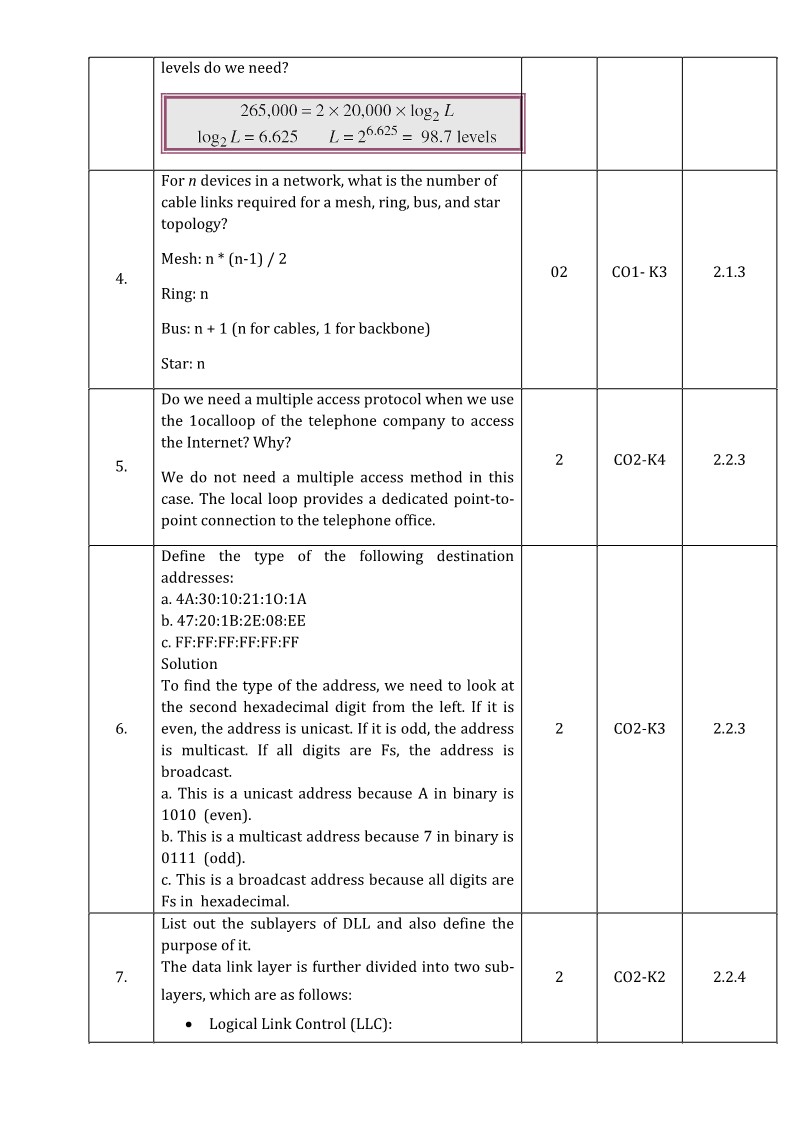 levels do we need?
265,000 = 2 × 20,000 × log₂ L
log₂ L = 6.625 L = 2^6.625 = 98.7 levels
4.
For n devices in a network, what is the number of
cable links required for a mesh, ring, bus, and star
topology?
Mesh: n * (n-1) / 2
Ring: n
Bus: n + 1 (n for cables, 1 for backbone)
Star: n
02
CO1- K3
2.1.3
5.
Do we need a multiple access protocol when we use
the 1ocalloop of the telephone company to access
the Internet? Why?
We do not need a multiple access method in this
case. The local loop provides a dedicated point-to-
point connection to the telephone office.
2
CO2-K4
2.2.3
6.
Define the type of the following destination
addresses:
a. 4A:30:10:21:1O:1A
b. 47:20:1B:2E:08:EE
c. FF:FF:FF:FF:FF:FF
Solution
To find the type of the address, we need to look at
the second hexadecimal digit from the left. If it is
even, the address is unicast. If it is odd, the address
is multicast. If all digits are Fs, the address is
broadcast.
a. This is a unicast address because A in binary is
1010 (even).
b. This is a multicast address because 7 in binary is
0111 (odd).
c. This is a broadcast address because all digits are
Fs in hexadecimal.
2
CO2-K3
2.2.3
7.
List out the sublayers of DLL and also define the
purpose of it.
The data link layer is further divided into two sub-
layers, which are as follows:
• Logical Link Control (LLC):
2
CO2-K2
2.2.4